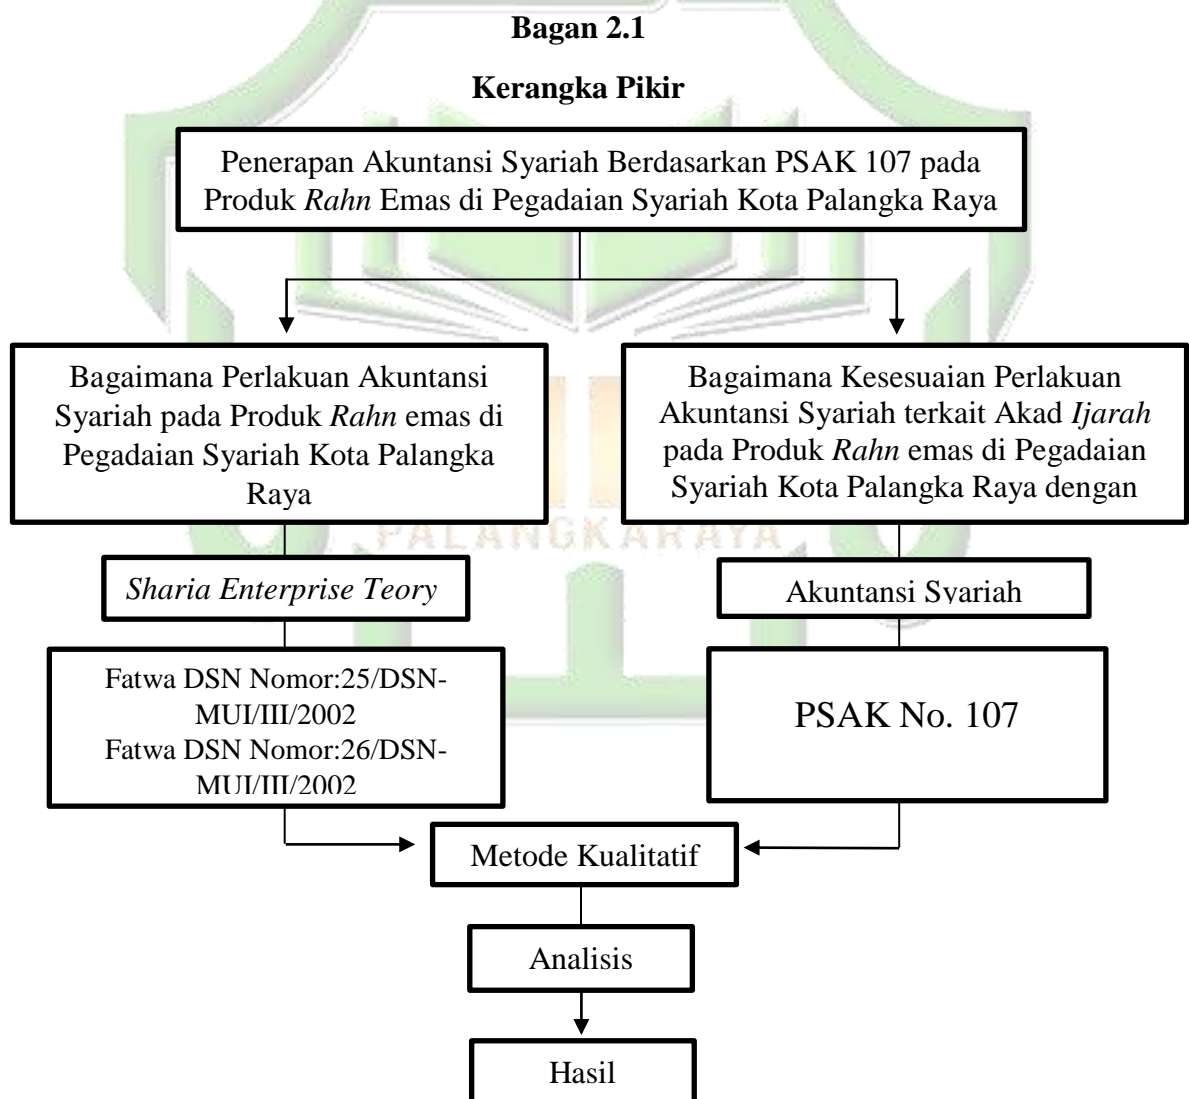 Bagan 2.1
Kerangka Pikir
Penerapan Akuntansi Syariah Berdasarkan PSAK 107 pada
Produk Rahn Emas di Pegadaian Syariah Kota Palangka Raya
Bagaimana Perlakuan Akuntansi
Syariah pada Produk Rahn emas di
Pegadaian Syariah Kota Palangka
Raya
Bagaimana Kesesuaian Perlakuan
Akuntansi Syariah terkait Akad Ijarah
pada Produk Rahn emas di Pegadaian
Syariah Kota Palangka Raya dengan
PALANGKARAYA
Sharia Enterprise Teory
Akuntansi Syariah
Fatwa DSN Nomor:25/DSN-
MUI/III/2002
Fatwa DSN Nomor:26/DSN-
MUI/III/2002
PSAK No. 107
Metode Kualitatif
Analisis
Hasil